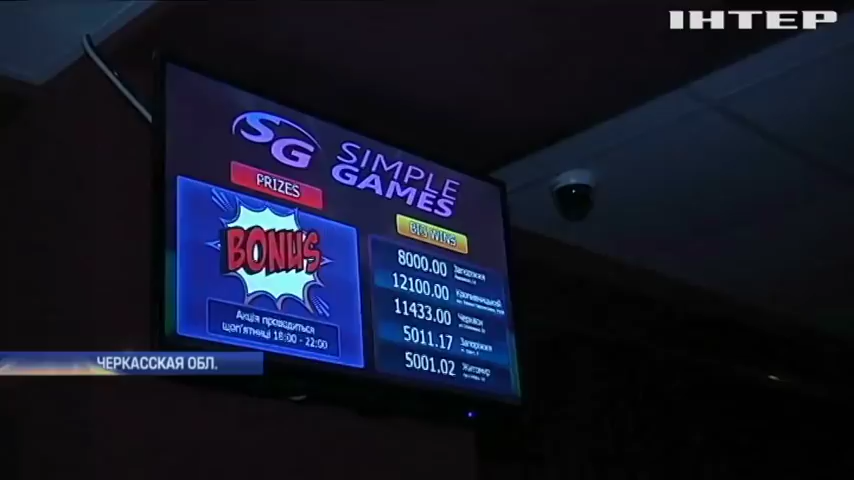 ІНТЕР
SG
SIMPLE
GAMES
PRIZES
BONUS
Акція проводиться
щоп'ятниці 18:00 - 22:00
BIG WINS
8000.00 Запоріжжя
12100.00 Кропивницький
11433.00 Черкаси
5011.17 Запоріжжя
5001.02 Житомир
ЧЕРКАССКАЯ ОБЛ.